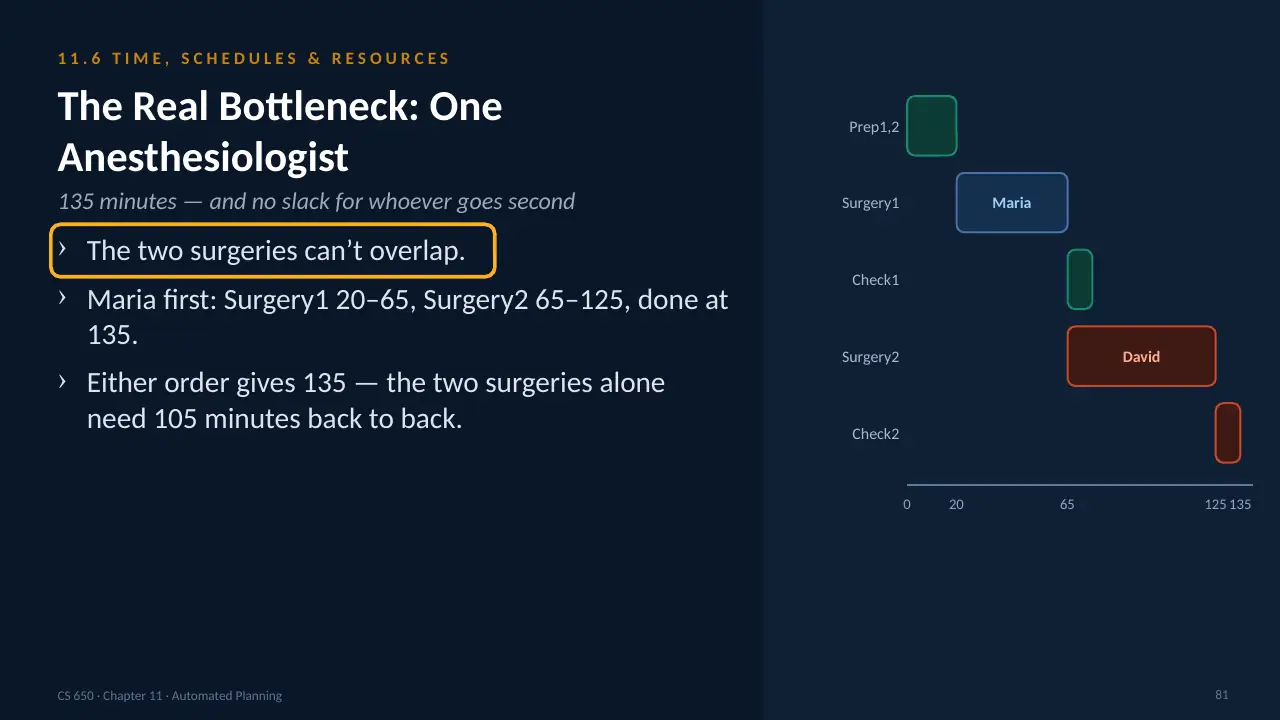 11.6 TIME, SCHEDULES & RESOURCES
The Real Bottleneck: One
Anesthesiologist
135 minutes — and no slack for whoever goes second
› The two surgeries can’t overlap.
› Maria first: Surgery1 20–65, Surgery2 65–125, done at
135.
› Either order gives 135 — the two surgeries alone
need 105 minutes back to back.
Prep1,2
Surgery1
Maria
Check1
Surgery2
David
Check2
0 20 65 125 135
CS 650 · Chapter 11 · Automated Planning
81